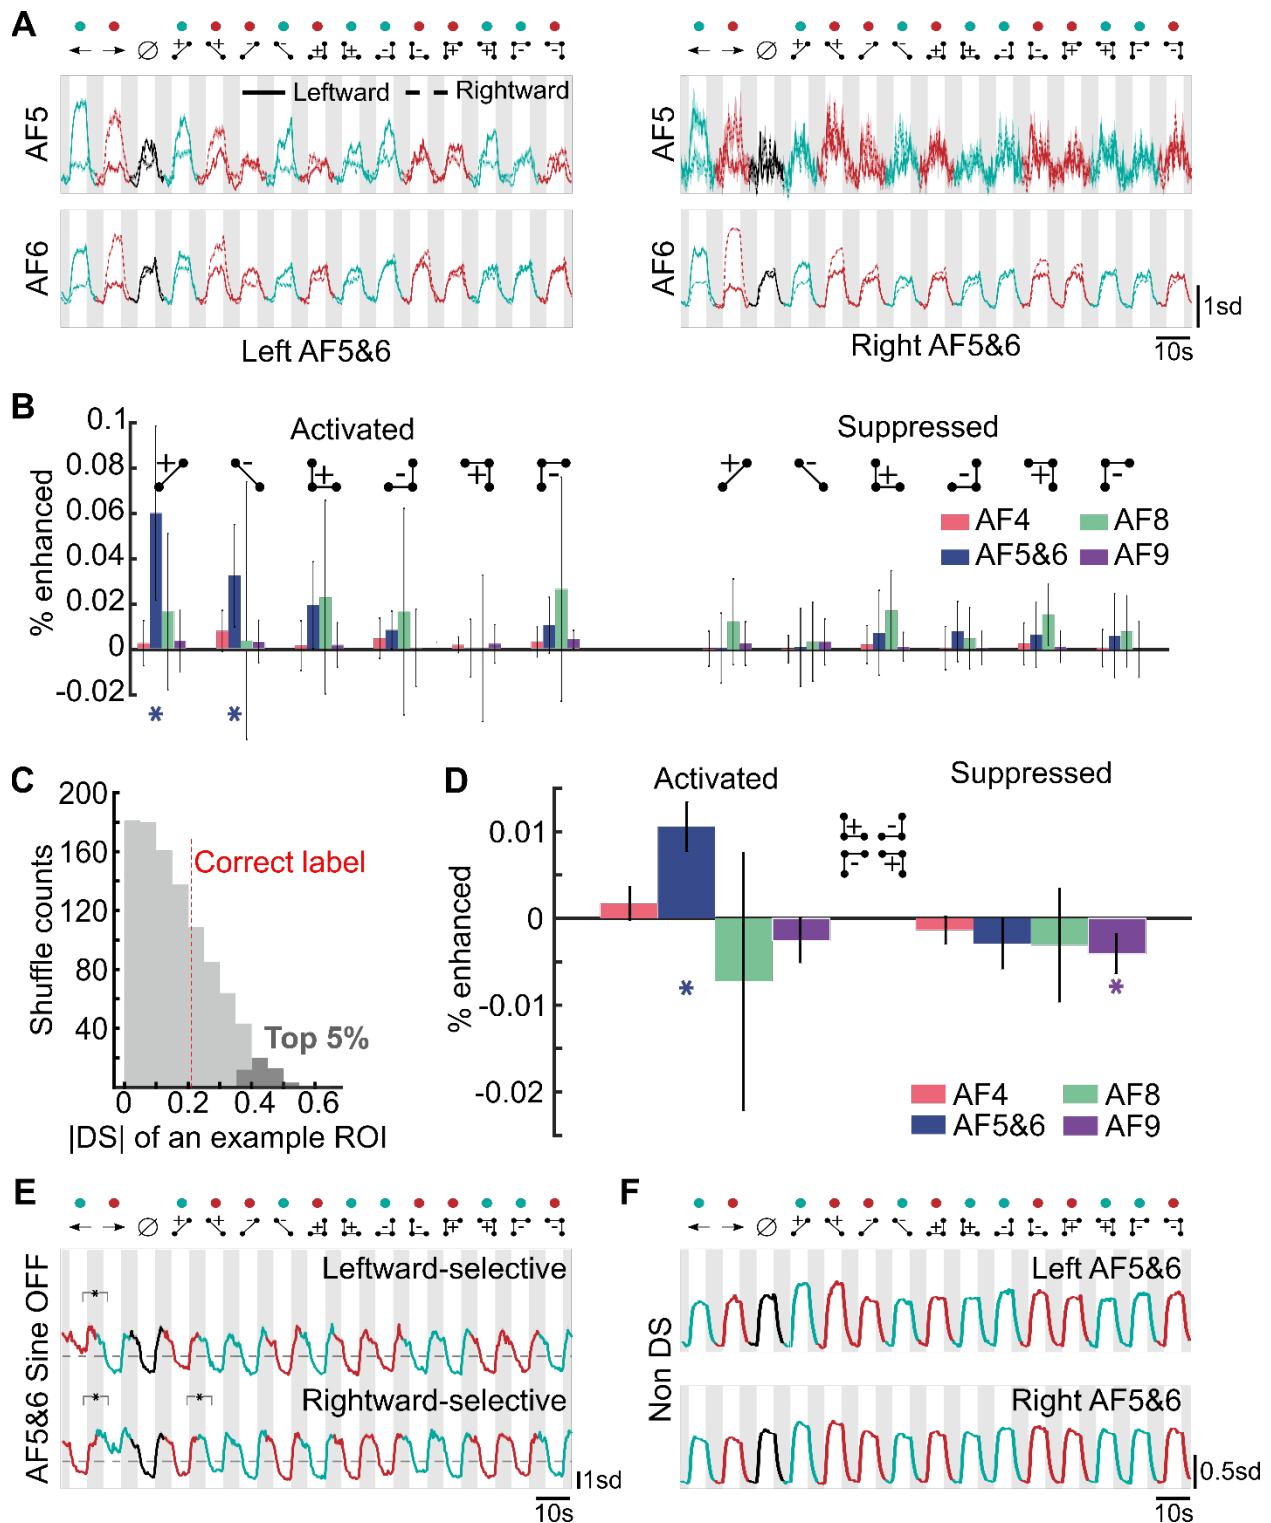 A
AF5
Leftward
Rightward
AF6
Left AF5&6
AF5
AF6
Right AF5&6
1sd
10s
B
Activated
Suppressed
% enhanced
0.1
0.08
0.06
0.04
0.02
0
-0.02
+ - + - + -
+ - + - + -
AF4
AF8
AF5&6
AF9
*
*
C
Shuffle counts
200
160
120
80
40
Correct label
Top 5%
0 0.2 0.4 0.6
|DS| of an example ROI
D
Activated
Suppressed
% enhanced
0.01
0
-0.01
-0.02
+ -
- +
*
*
AF4
AF8
AF5&6
AF9
E
AF5&6 Sine OFF
Leftward-selective
*
Rightward-selective
*
*
1sd
10s
F
Non DS
Left AF5&6
Right AF5&6
0.5sd
10s